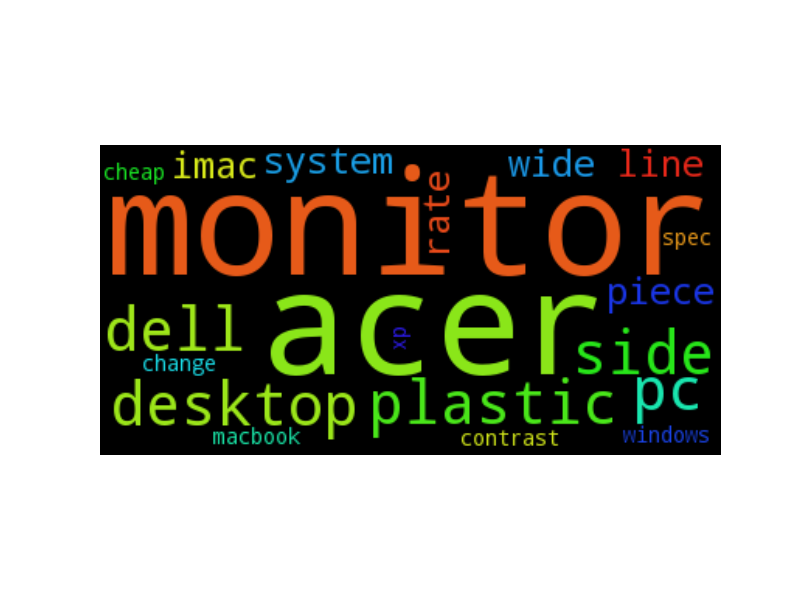 cheap imac system wide line
monitor
rate
spec
acer
piece
dell
xp
side
change
desktop plastic pc
macbook contrast windows